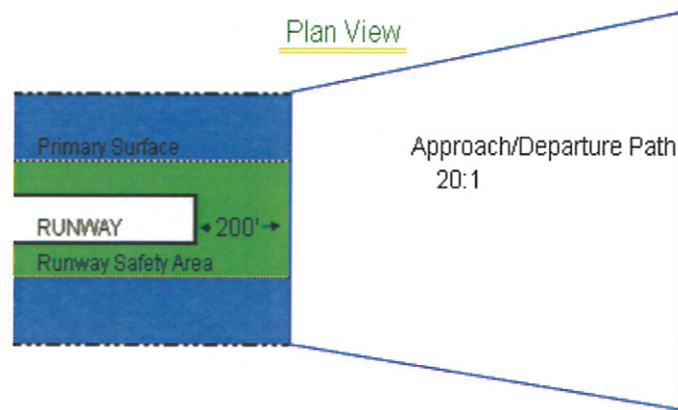 Plan View
Primary Surface
Approach/Departure Path
20:1
RUNWAY
200'
Runway Safety Area